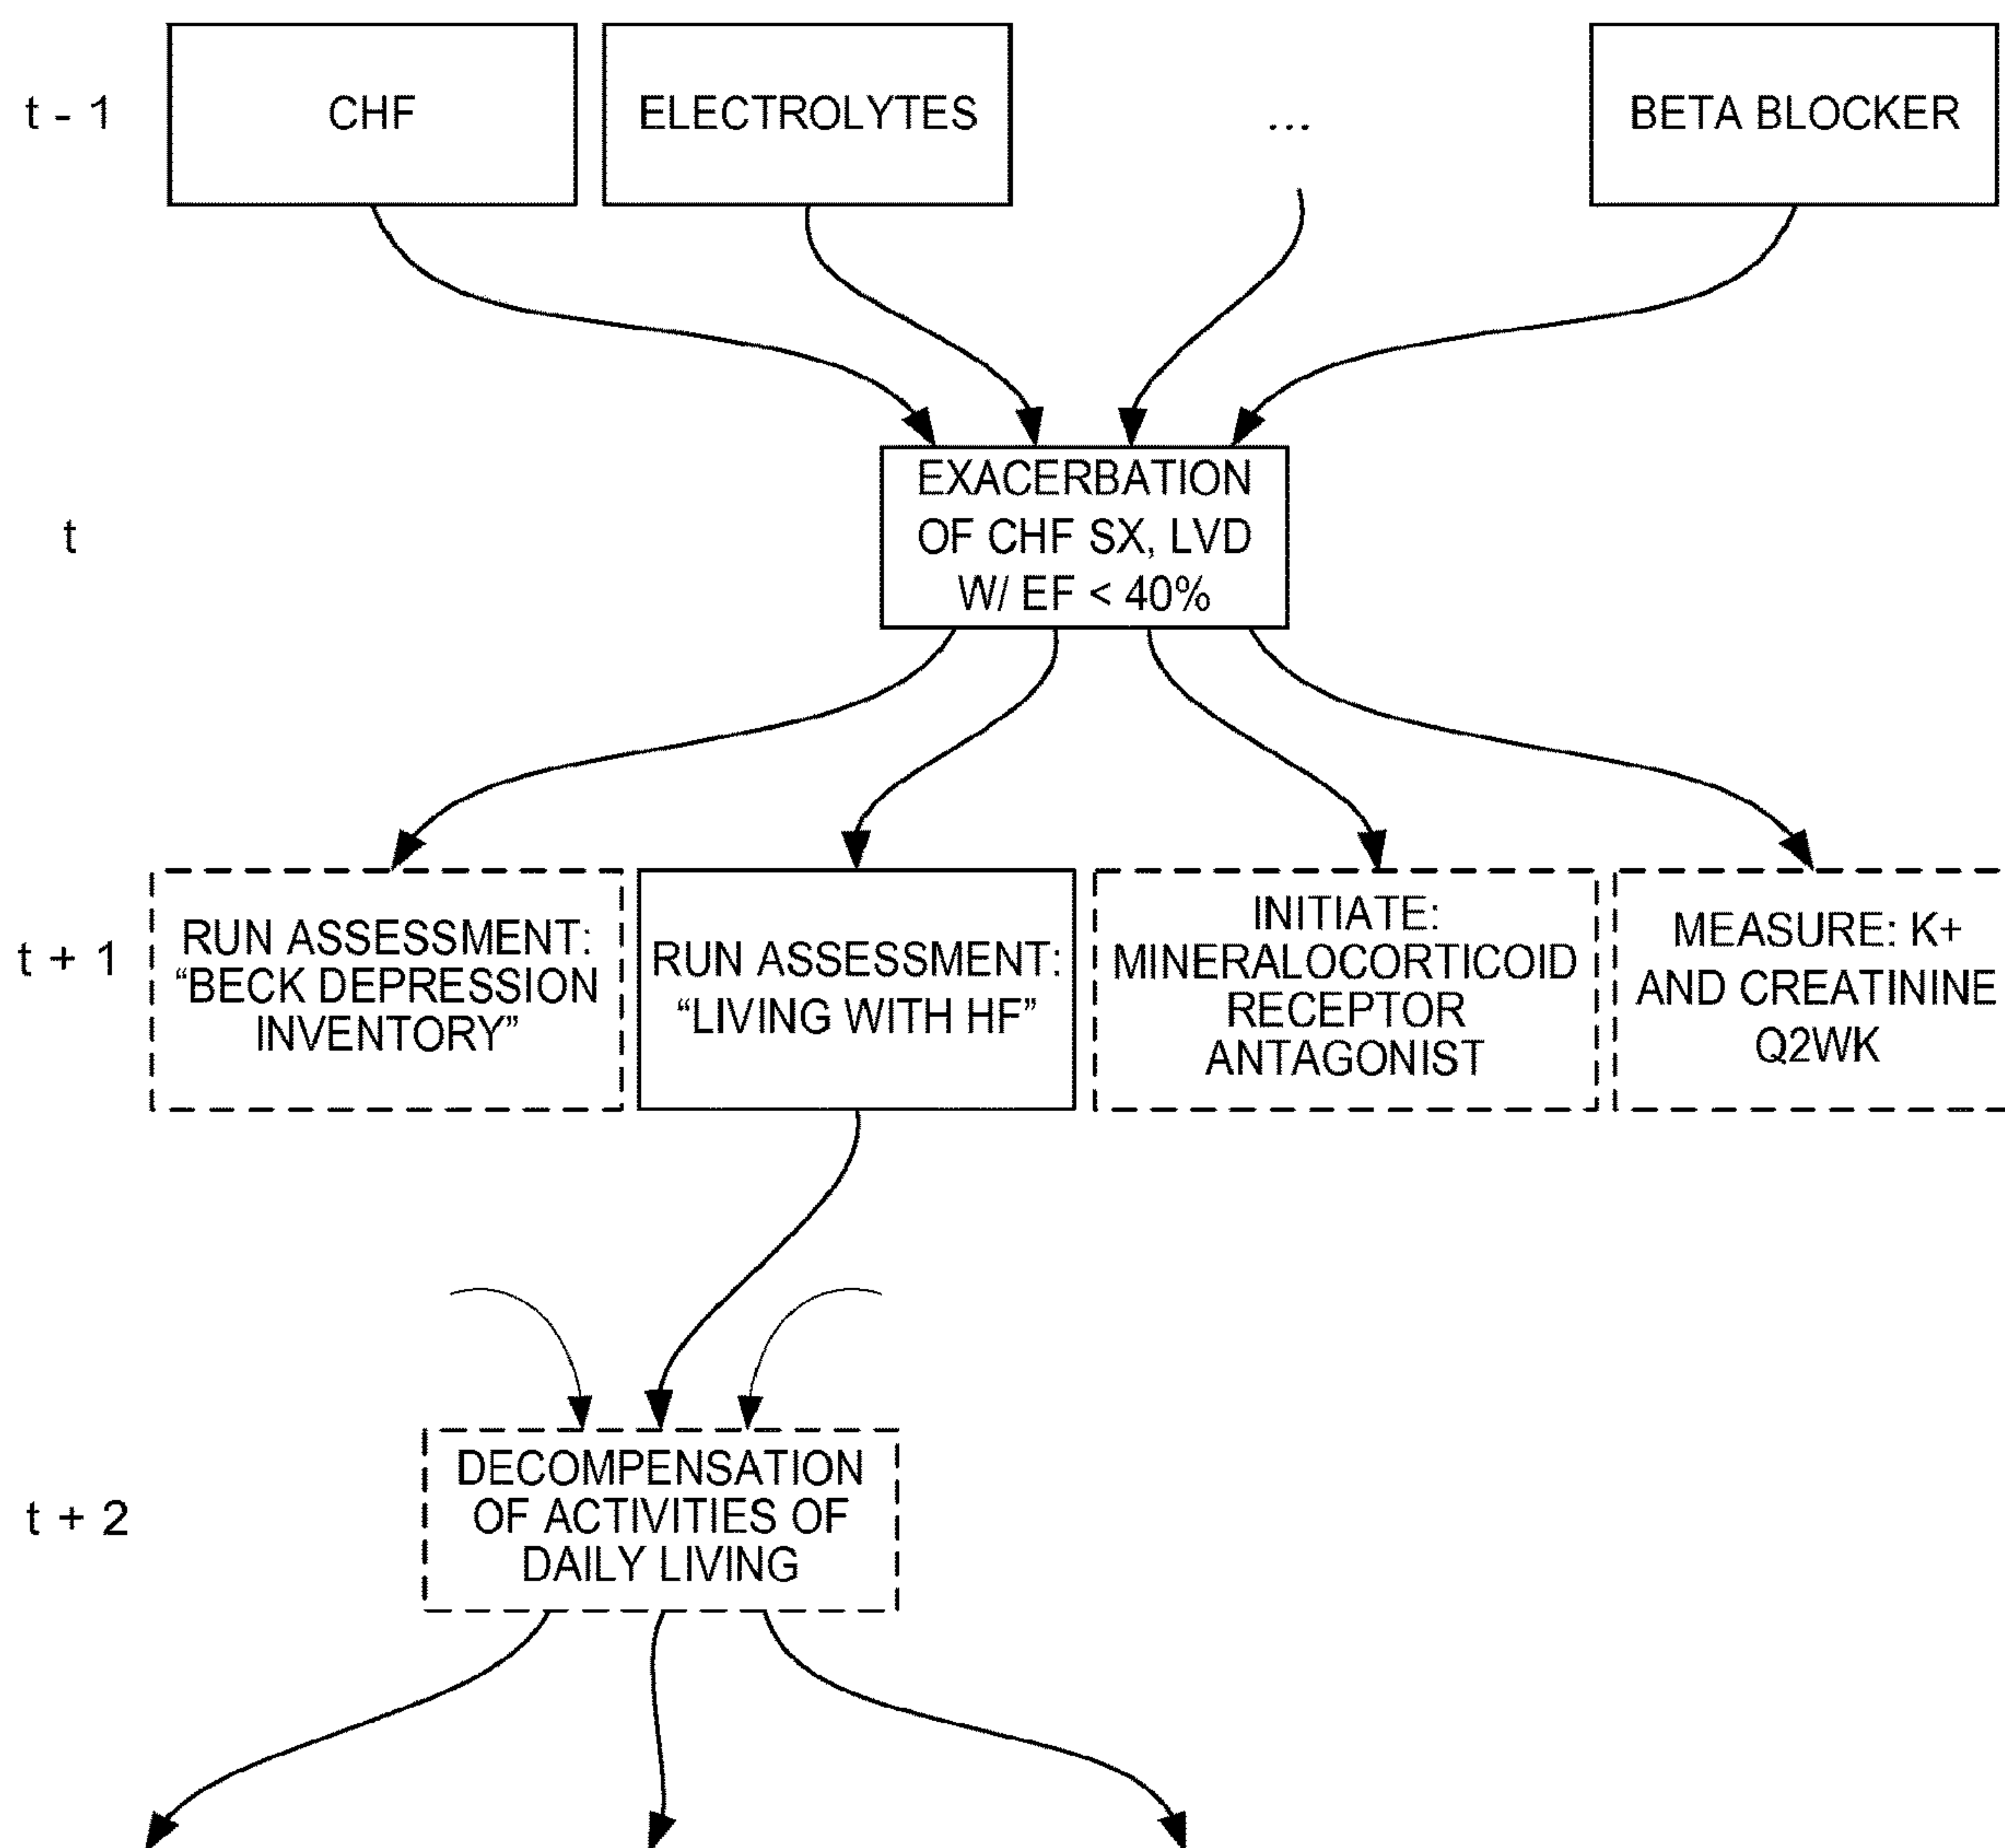 t - 1
CHF
ELECTROLYTES
...
BETA BLOCKER
t
EXACERBATION
OF CHF SX, LVD
W/ EF < 40%
t + 1
RUN ASSESSMENT:
“BECK DEPRESSION
INVENTORY”
RUN ASSESSMENT:
“LIVING WITH HF”
INITIATE:
MINERALOCORTICOID
RECEPTOR
ANTAGONIST
MEASURE: K+
AND CREATININE
Q2WK
t + 2
DECOMPENSATION
OF ACTIVITIES OF
DAILY LIVING